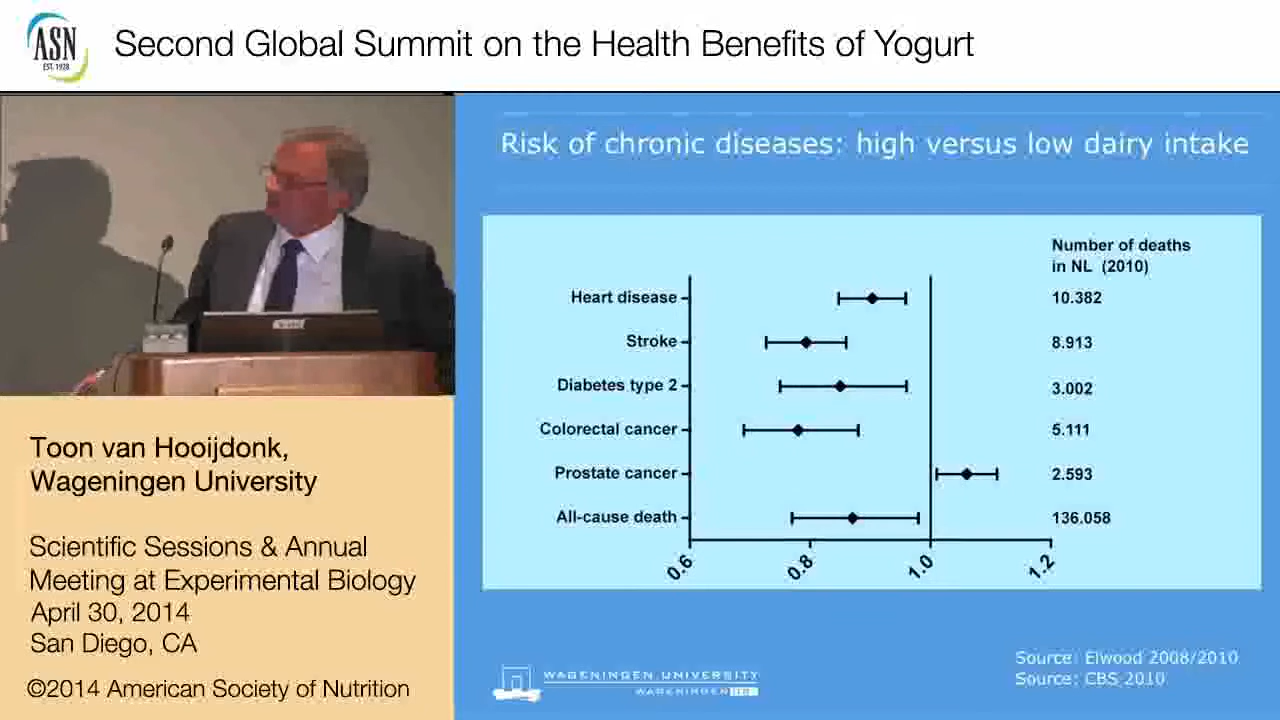 ASN
EST. 1928
Second Global Summit on the Health Benefits of Yogurt
Risk of chronic diseases: high versus low dairy intake
Number of deaths
in NL (2010)
Heart disease 10.382
Stroke 8.913
Diabetes type 2 3.002
Colorectal cancer 5.111
Prostate cancer 2.593
All-cause death 136.058
0.6 0.8 1.0 1.2
Source: Elwood 2008/2010
Source: CBS 2010
WAGENINGEN UNIVERSITY
WAGENINGEN UR
Toon van Hooijdonk,
Wageningen University
Scientific Sessions & Annual
Meeting at Experimental Biology
April 30, 2014
San Diego, CA
©2014 American Society of Nutrition